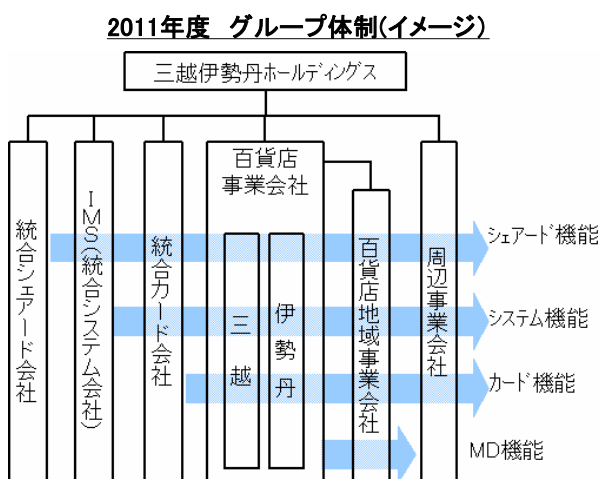 2011年度　グループ体制(イメージ)
三越伊勢丹ホールディングス
統合シェアード会社
IMS(統合システム会社)
統合カード会社
百貨店
事業会社
三越
伊勢丹
百貨店地域事業会社
周辺事業会社
シェアード機能
システム機能
カード機能
MD機能